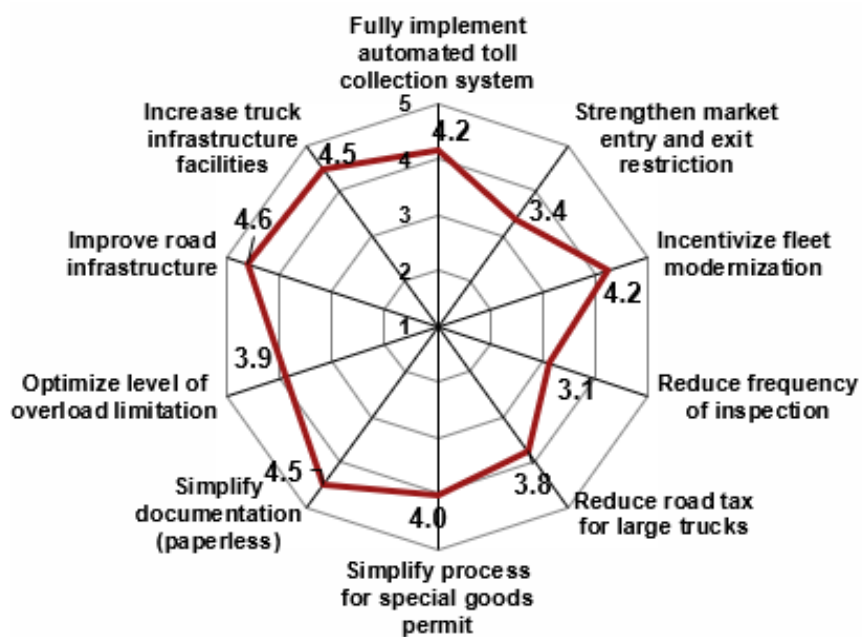 Fully implement
automated toll
collection system
Increase truck
infrastructure
facilities
Strengthen market
entry and exit
restriction
5
4.2
4.5
4
3.4
4.6
3
Improve road
infrastructure
Incentivize fleet
modernization
2
4.2
1
3.9
3.1
Optimize level of
overload limitation
Reduce frequency
of inspection
4.5
3.8
4.0
Simplify
documentation
(paperless)
Reduce road tax
for large trucks
Simplify process
for special goods
permit